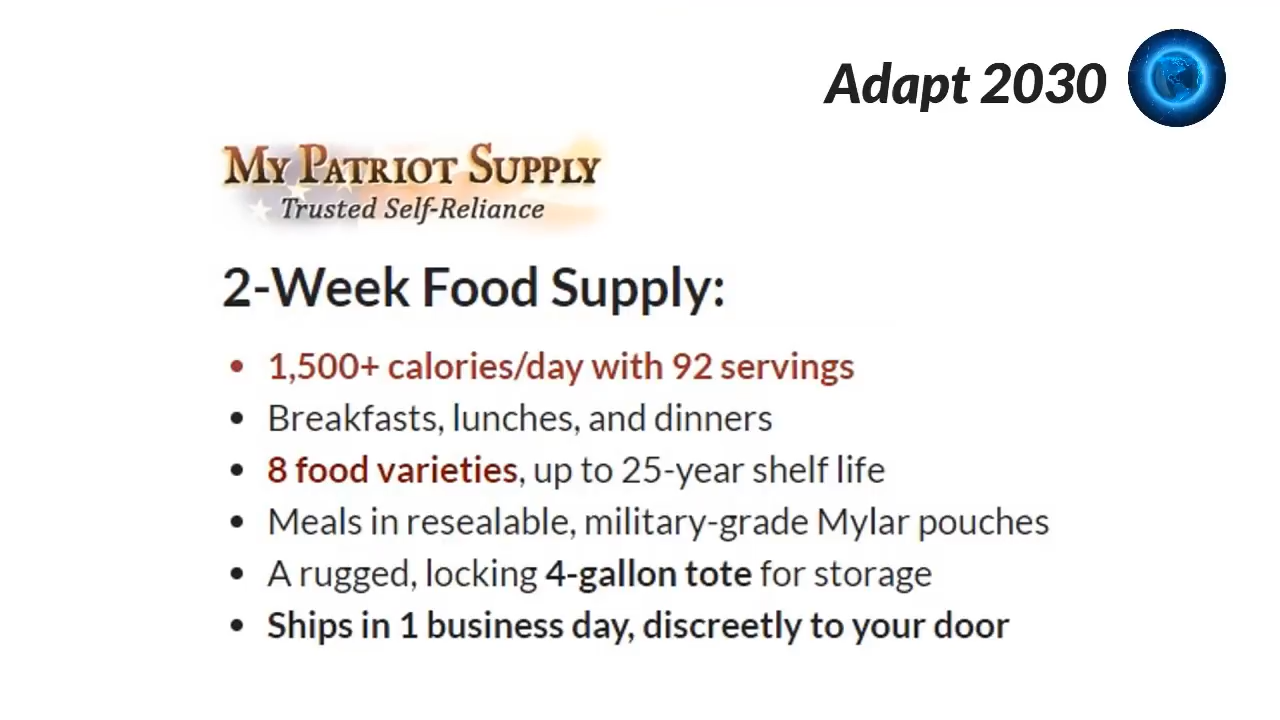 Adapt 2030
My Patriot Supply
Trusted Self-Reliance
2-Week Food Supply:
• 1,500+ calories/day with 92 servings
• Breakfasts, lunches, and dinners
• 8 food varieties, up to 25-year shelf life
• Meals in resealable, military-grade Mylar pouches
• A rugged, locking 4-gallon tote for storage
• Ships in 1 business day, discreetly to your door